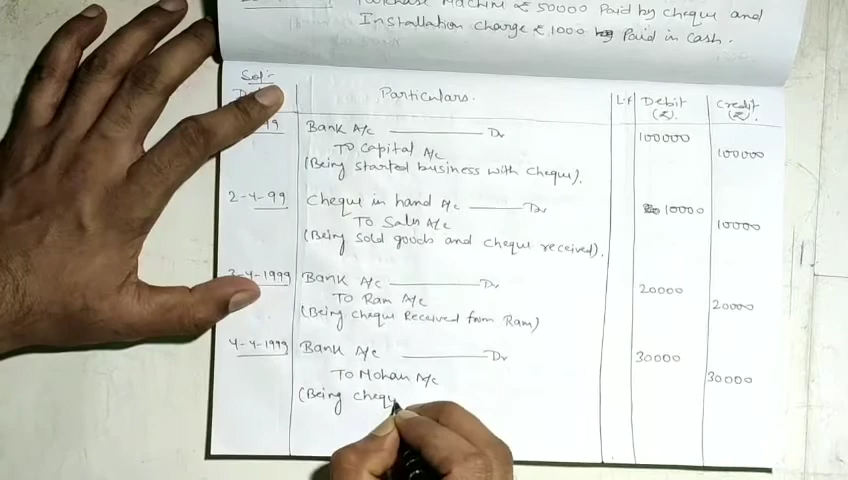 Purchase Machine ₹ 50000 Paid by cheque and
Installation charge ₹ 1000 Paid in Cash.
Sol:-
Particulars. L.f Debit (₹). Credit (₹).
Bank A/c Dr 100000
To Capital A/c 100000
(Being started business with Cheque).
2-4-99 Cheque in hand A/c Dr 10000
To Sales A/c 10000
(Being Sold goods and cheque received).
3-4-1999 Bank A/c Dr 20000
To Ram A/c 20000
(Being cheque Received from Ram)
4-4-1999 Bank A/c Dr 30000
To Mohan A/c 30000
(Being chequ